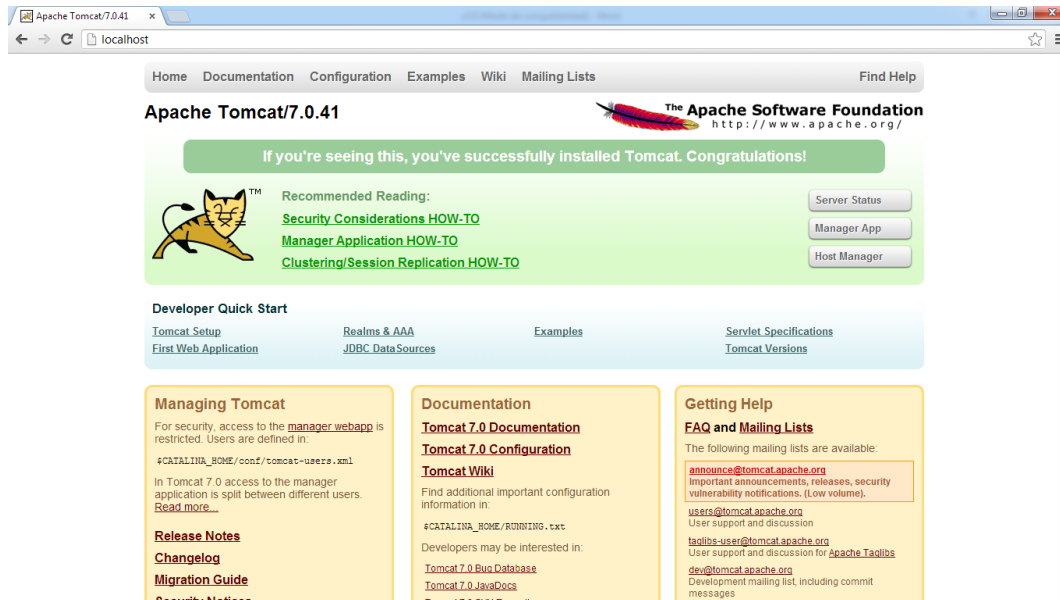 Apache Tomcat/7.0.41
localhost
Home Documentation Configuration Examples Wiki Mailing Lists Find Help
Apache Tomcat/7.0.41
The Apache Software Foundation
http://www.apache.org/
If you're seeing this, you've successfully installed Tomcat. Congratulations!
TM
Recommended Reading:
Security Considerations HOW-TO
Manager Application HOW-TO
Clustering/Session Replication HOW-TO
Server Status
Manager App
Host Manager
Developer Quick Start
Tomcat Setup
First Web Application
Realms & AAA
JDBC DataSources
Examples
Servlet Specifications
Tomcat Versions
Managing Tomcat
For security, access to the manager webapp is
restricted. Users are defined in:
$CATALINA_HOME/conf/tomcat-users.xml
In Tomcat 7.0 access to the manager
application is split between different users.
Read more...
Release Notes
Changelog
Migration Guide
Security Notices
Documentation
Tomcat 7.0 Documentation
Tomcat 7.0 Configuration
Tomcat Wiki
Find additional important configuration
information in:
$CATALINA_HOME/RUNNING.txt
Developers may be interested in:
Tomcat 7.0 Bug Database
Tomcat 7.0 JavaDocs
Getting Help
FAQ and Mailing Lists
The following mailing lists are available:
announce@tomcat.apache.org
Important announcements, releases, security
vulnerability notifications. (Low volume).
users@tomcat.apache.org
User support and discussion
taglibs-user@tomcat.apache.org
User support and discussion for Apache Taglibs
dev@tomcat.apache.org
Development mailing list, including commit
messages